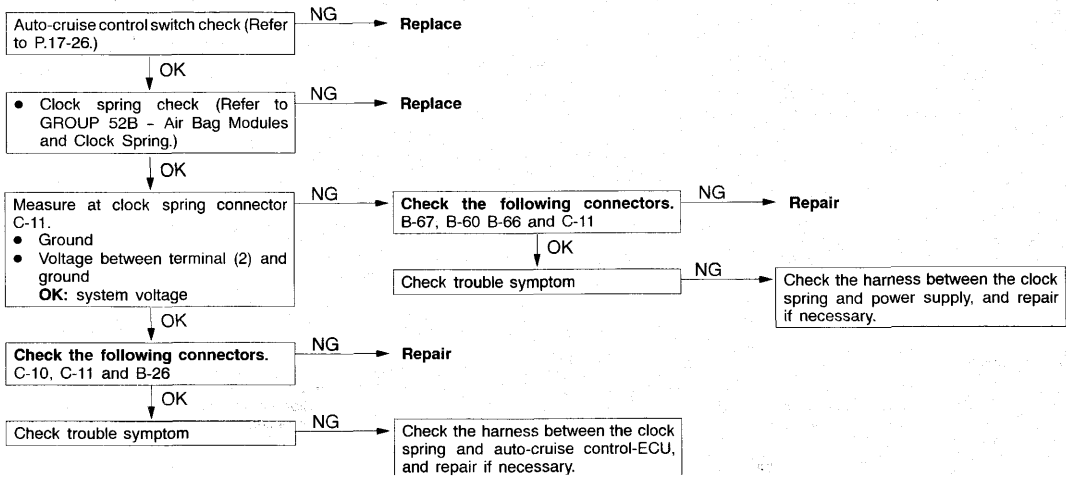 Auto-cruise control switch check (Refer
to P.17-26.)
NG
Replace
OK
● Clock spring check (Refer to
GROUP 52B – Air Bag Modules
and Clock Spring.)
NG
Replace
OK
Measure at clock spring connector
C-11.
● Ground
● Voltage between terminal (2) and
ground
OK: system voltage
NG
Check the following connectors.
B-67, B-60 B-66 and C-11
NG
Repair
OK
Check trouble symptom
NG
Check the harness between the clock
spring and power supply, and repair
if necessary.
OK
Check the following connectors.
C-10, C-11 and B-26
NG
Repair
OK
Check trouble symptom
NG
Check the harness between the clock
spring and auto-cruise control-ECU,
and repair if necessary.